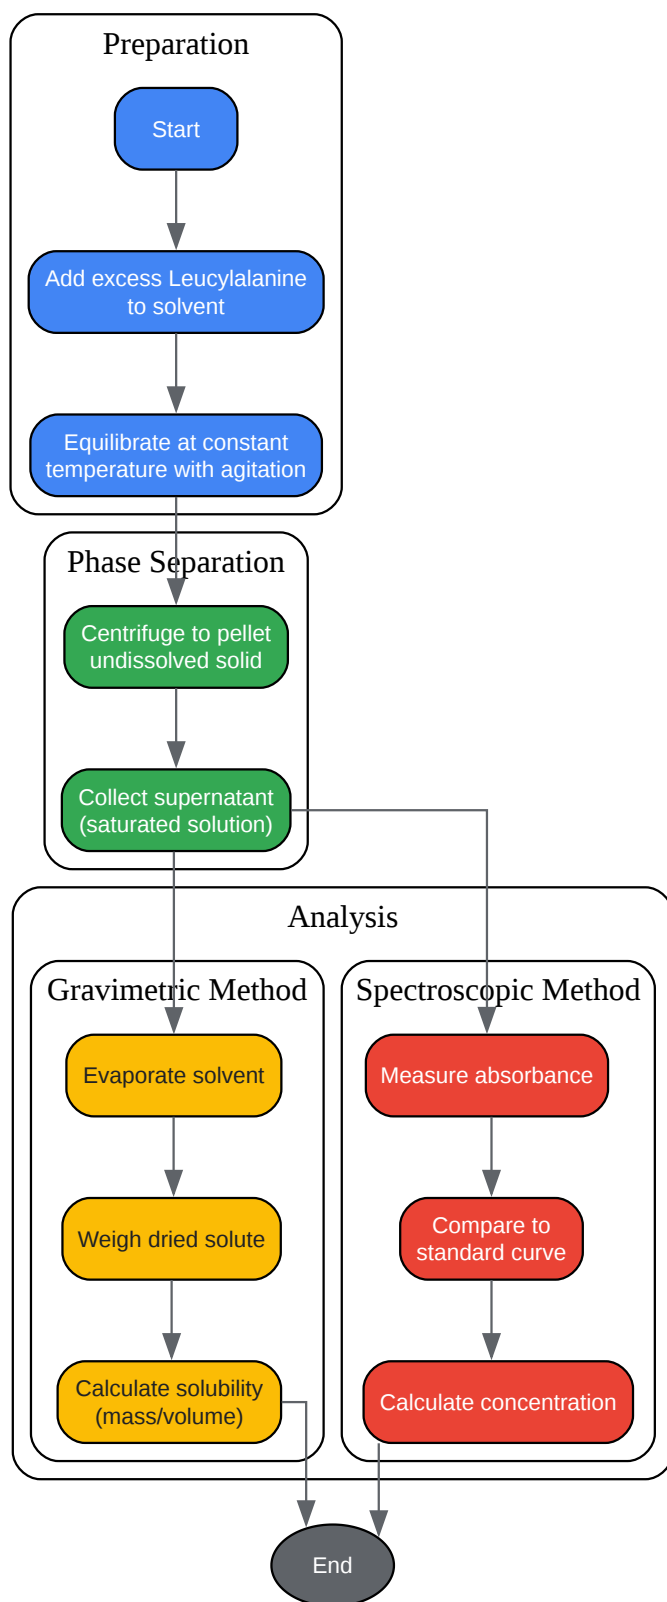 Preparation
Start
Add excess Leucylalanine
to solvent
Equilibrate at constant
temperature with agitation
Phase Separation
Centrifuge to pellet
undissolved solid
Collect supernatant
(saturated solution)
Analysis
Gravimetric Method
Evaporate solvent
Weigh dried solute
Calculate solubility
(mass/volume)
Spectroscopic Method
Measure absorbance
Compare to
standard curve
Calculate concentration
End